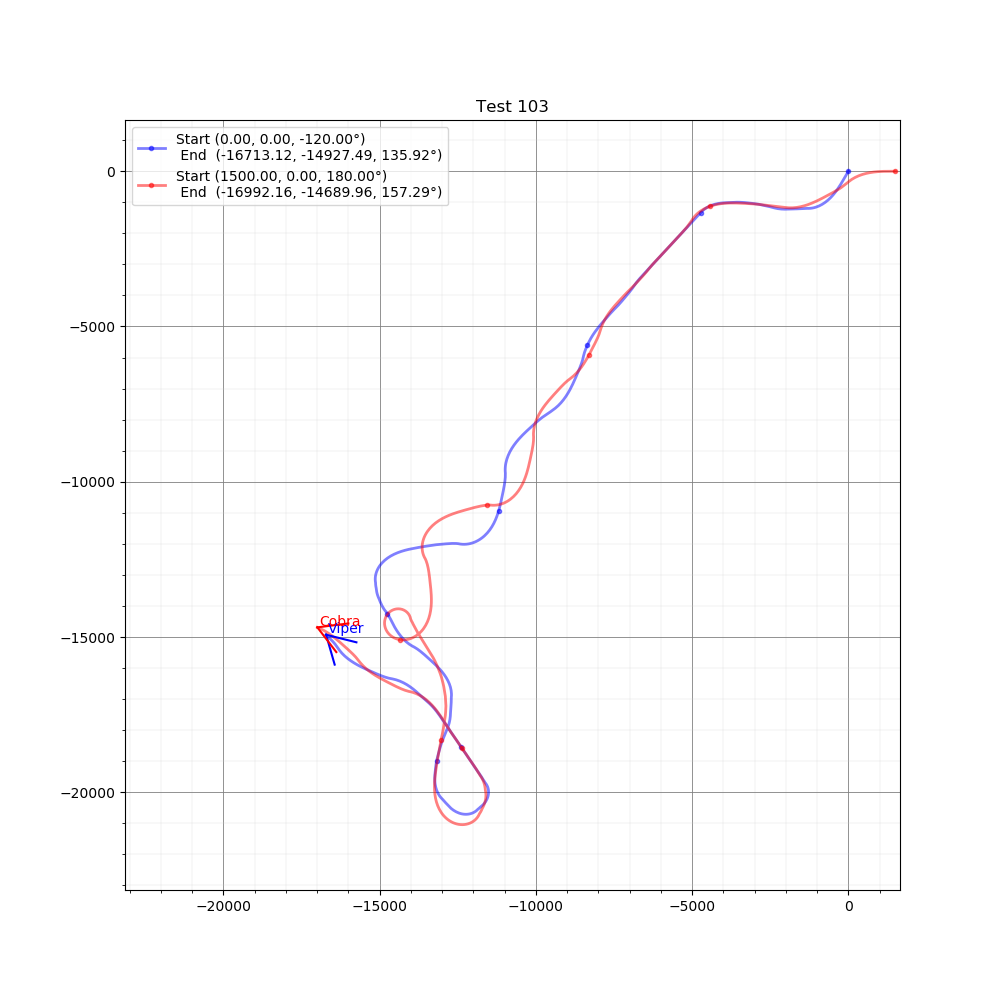 Test 103
Start (0.00, 0.00, -120.00°)
End (-16713.12, -14927.49, 135.92°)
Start (1500.00, 0.00, 180.00°)
End (-16992.16, -14689.96, 157.29°)
0
−5000
−10000
−15000
−20000
Cobra
Viper
−20000 −15000 −10000 −5000 0